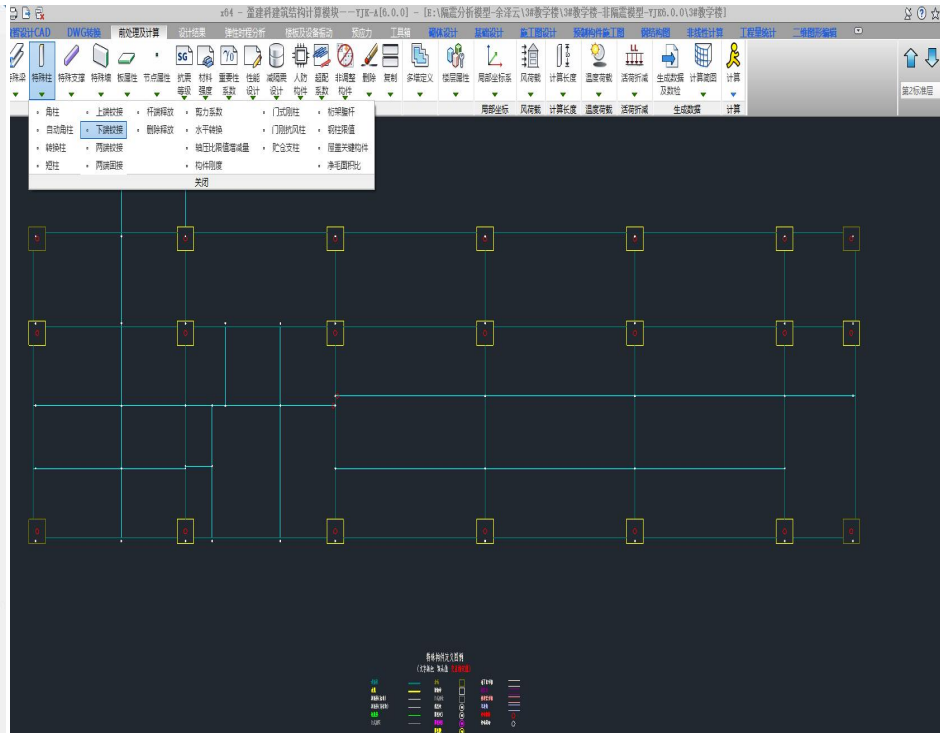 x64 - 盈建科建筑结构计算模块---YJK-A[6.0.0] - [E:\隔震分析模型-余泽云\3#教学楼\3#教学楼-非隔震模型-YJK6.0.0\3#教学楼]
DWG转换 前处理及计算 设计结果 弹性时程分析 楼板及设备振动 预应力 工具箱 砌体设计 基础设计 施工图设计 预制构件施工图 钢结构图 非线性计算 工程量统计 二维图形编辑
特殊柱 特殊支撑 特殊墙 板属性 节点属性 抗震等级 材料强度 重要性系数 性能设计 减隔震设计 人防构件 超配系数 非调整构件 删除 复制 多塔定义 楼层属性 局部坐标系 风荷载 计算长度 温度荷载 活荷折减 生成数据及数检 计算简图 计算
第2标准层
局部坐标 风荷载 计算长度 温度荷载 活荷折减 生成数据 计算
角柱 上端铰接 杆端释放 剪力系数 门式刚柱 桁架腹杆
自动角柱 下端铰接 删除释放 水平转换 门刚抗风柱 钢柱限值
转换柱 两端铰接 轴压比限值增减量 贮仓支柱 屋盖关键构件
短柱 两端固接 构件刚度 净毛面积比
关闭
特殊构件定义图例